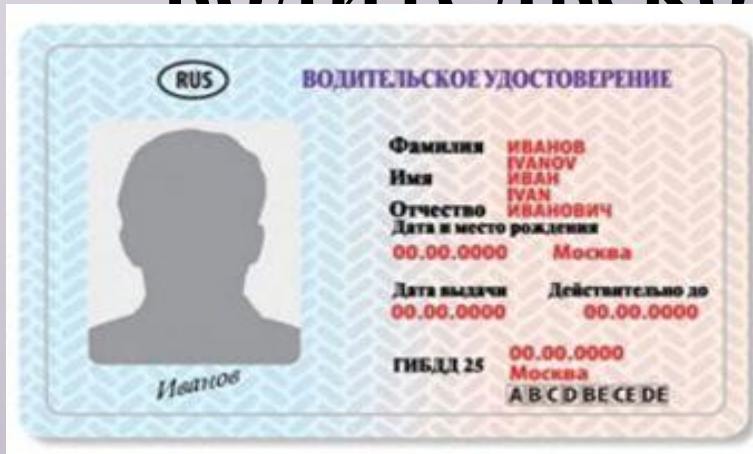 RUS ВОДИТЕЛЬСКОЕ УДОСТОВЕРЕНИЕ
Фамилия ИВАНОВ
IVANOV
Имя ИВАН
IVAN
Отчество ИВАНОВИЧ
Дата и место рождения
00.00.0000 Москва
Дата выдачи Действительно до
00.00.0000 00.00.0000
ГИБДД 25 00.00.0000
Москва
A B C D BE CE DE
Иванов